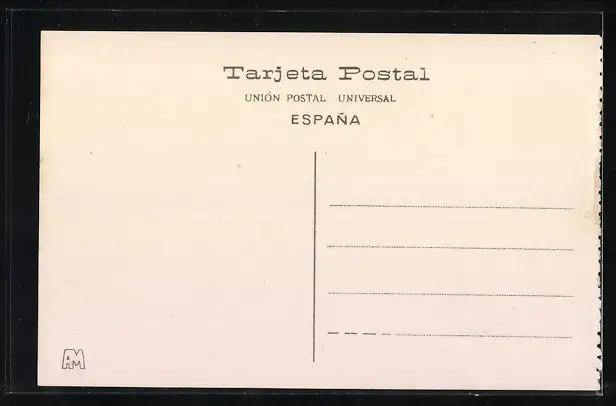 Tarjeta Postal
UNIÓN POSTAL UNIVERSAL
ESPAÑA
AM